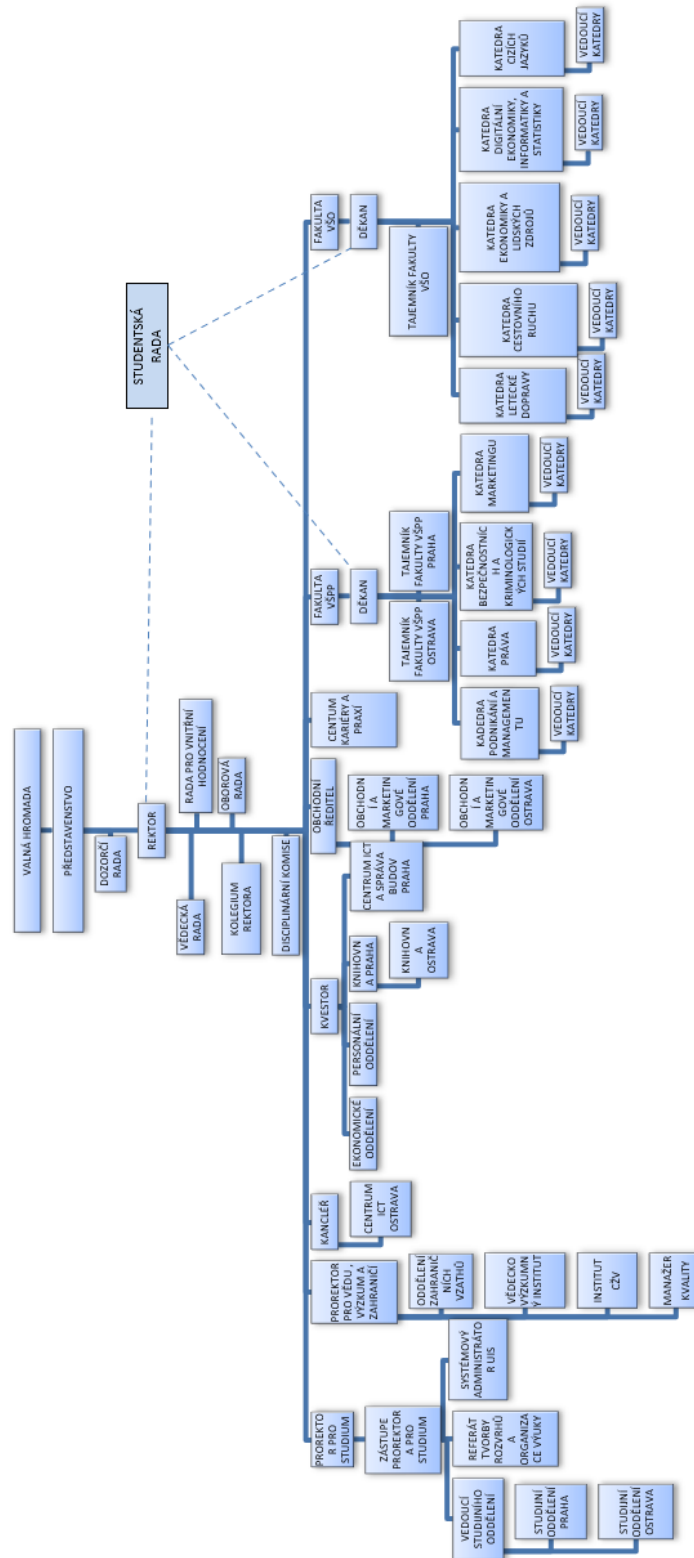 VALNÁ HROMADA
PŘEDSTAVENSTVO
DOZORČÍ
RADA
REKTOR
STUDENTSKÁ
RADA
VĚDECKÁ
RADA
RADA PRO VNITŘNÍ
HODNOCENÍ
KOLEGIUM
REKTORA
OBOROVÁ
RADA
DISCIPLINÁRNÍ KOMISE
PROREKTO
R PRO
STUDIUM
PROREKTOR
PRO VĚDU ,
VÝZKUM A
ZAHRANIČÍ
KANCLÉŘ
KVESTOR
OBCHODNÍ
ŘEDITEL
CENTUM
KARIÉRY A
PRAXÍ
FAKULTA
VŠPP
FAKULTA
VŠO
ZÁSTUPE
PROREKTOR
A PRO
STUDIUM
VEDOUCÍ
STUDIJNÍHO
ODDĚLENÍ
STUDIJNÍ
ODDĚLENÍ
PRAHA
STUDIJNÍ
ODDĚLENÍ
OSTRAVA
REFERÁT
TVORBY
ROZVRHŮ
A
ORGANIZA
CE VÝUKY
SYSTÉMOVÝ
ADMINISTRÁTO
R UIS
ODDĚLENÍ
ZAHRANIČ
NÍCH
VZATHŮ
VĚDECKO
VÝZKUMN
Ý INSTITUT
INSTITUT
CŽV
MANAŽER
KVALITY
CENTRUM
ICT
OSTRAVA
EKONOMICKÉ
ODDĚLENÍ
PERSONÁLNÍ
ODDĚLENÍ
KNIHOVN
A PRAHA
KNIHOVN
A
OSTRAVA
CENTRUM ICT
A SPRÁVA
BUDOV
PRAHA
OBCHODN
Í A
MARKETIN
GOVÉ
ODDĚLENÍ
PRAHA
OBCHODN
Í A
MARKETIN
GOVÉ
ODDĚLENÍ
OSTRAVA
DĚKAN
TAJEMNÍK
FAKULTY VŠPP
OSTRAVA
TAJEMNÍK
FAKULTY VŠPP
PRAHA
KADEDRA
PODNIKÁNÍ A
MANAGEMEN
TU
VEDOUCÍ
KATEDRY
KATEDRA
PRÁVA
VEDOUCÍ
KATEDRY
KATEDRA
BEZPEČNOSTNÍC
H A
KRIMINOLOGICK
ÝCH STUDIÍ
VEDOUCÍ
KATEDRY
KATEDRA
MARKETINGU
VEDOUCÍ
KATEDRY
DĚKAN
TAJEMNÍK FAKULTY
VŠO
KATEDRA
LETECKÉ
DOPRAVY
VEDOUCÍ
KATEDRY
KATEDRA
CESTOVNÍHO
RUCHU
VEDOUCÍ
KATEDRY
KATEDRA
EKONOMIKY A
LIDSKÝCH
ZDROJŮ
VEDOUCÍ
KATEDRY
KATEDRA
DIGITÁLNÍ
EKONOMIKY,
INFORMATIKY A
STATISTIKY
VEDOUCÍ
KATEDRY
KATEDRA
CIZÍCH
JAZYKŮ
VEDOUCÍ
KATEDRY